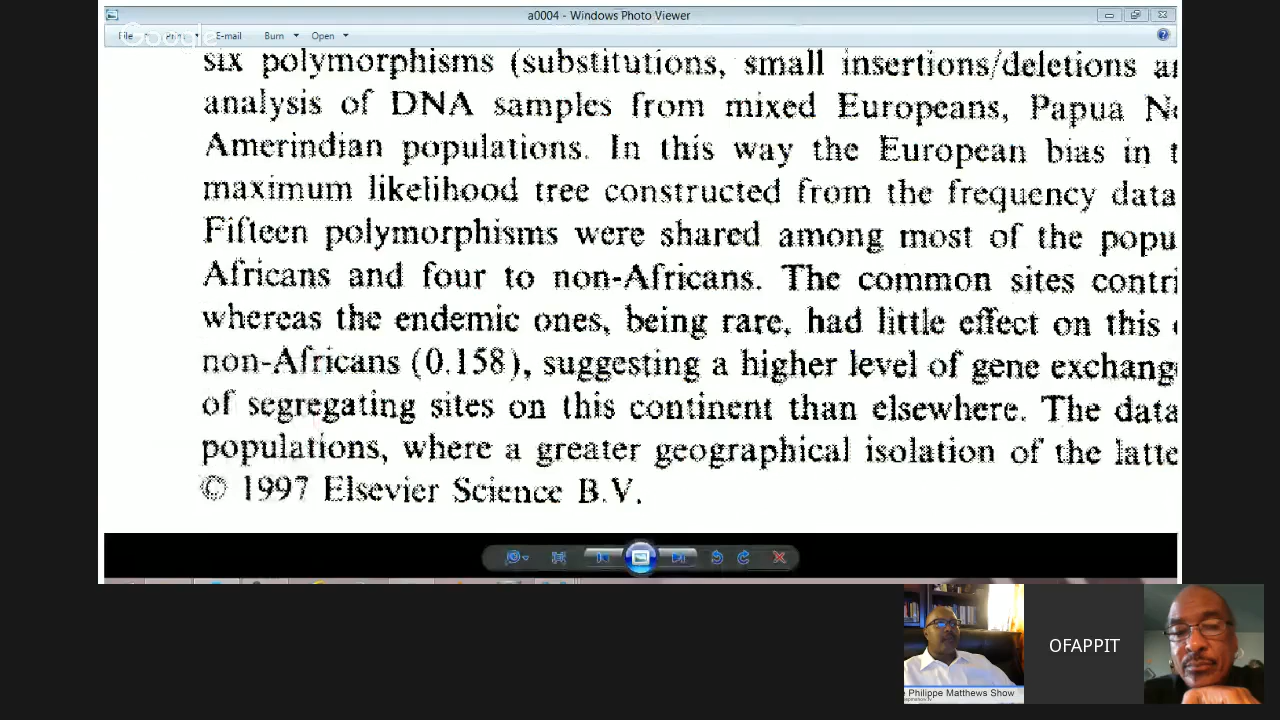 a0004 - Windows Photo Viewer
File Print E-mail Burn Open
Google
six polymorphisms (substitutions, small insertions/deletions
analysis of DNA samples from mixed Europeans, Papua
Amerindian populations. In this way the European bias in
maximum likelihood tree constructed from the frequency data
Fifteen polymorphisms were shared among most of the popu
Africans and four to non-Africans. The common sites contri
whereas the endemic ones, being rare, had little effect on this
non-Africans (0.158), suggesting a higher level of gene exchang
of segregating sites on this continent than elsewhere. The data
populations, where a greater geographical isolation of the latte
© 1997 Elsevier Science B.V.
OFAPPIT
Philippe Matthews Show